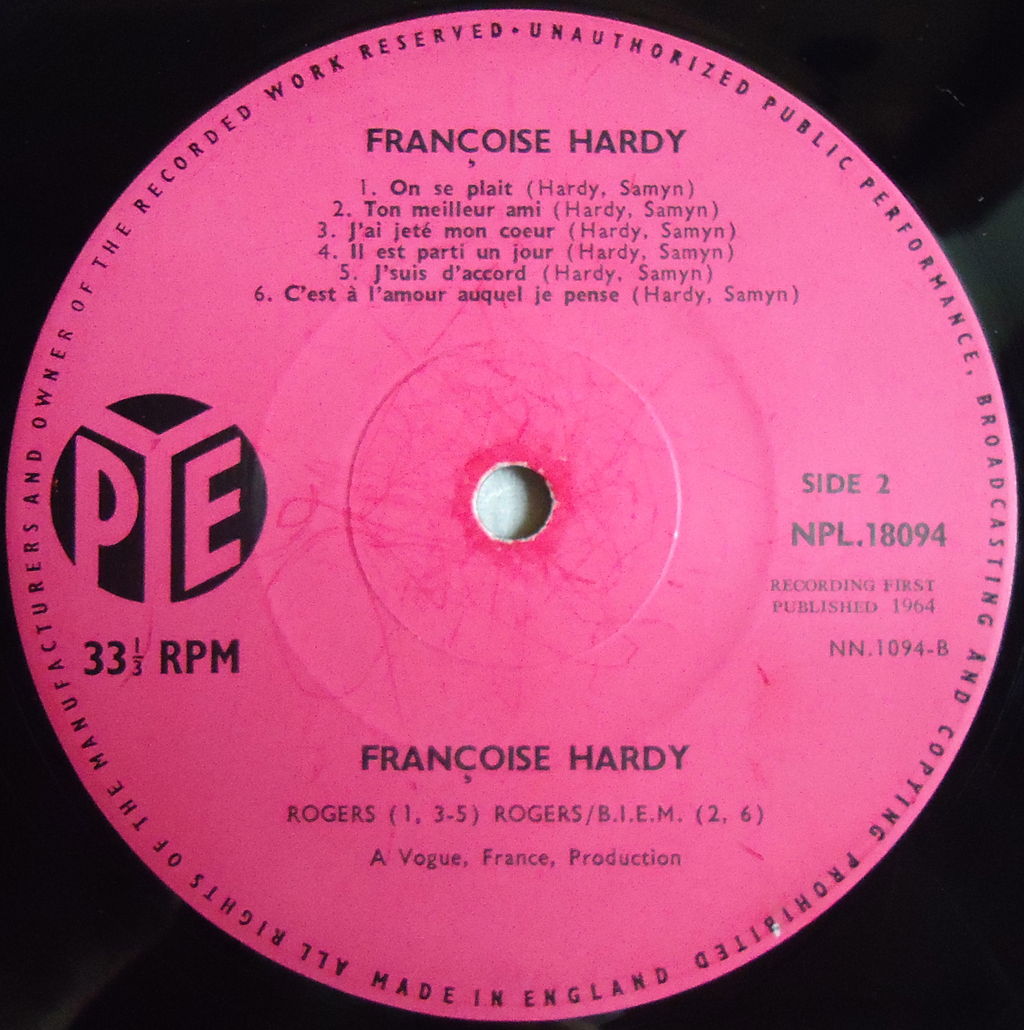 ALL RIGHTS OF THE MANUFACTURERS AND OWNER OF THE RECORDED WORK RESERVED • UNAUTHORIZED PUBLIC PERFORMANCE, BROADCASTING AND COPYING PROHIBITED
FRANÇOISE HARDY
1. On se plait (Hardy, Samyn)
2. Ton meilleur ami (Hardy, Samyn)
3. J'ai jeté mon coeur (Hardy, Samyn)
4. Il est parti un jour (Hardy, Samyn)
5. J'suis d'accord (Hardy, Samyn)
6. C'est à l'amour auquel je pense (Hardy, Samyn)
PYE
33⅓ RPM
SIDE 2
NPL.18094
RECORDING FIRST
PUBLISHED 1964
NN.1094-B
FRANÇOISE HARDY
ROGERS (1, 3-5) ROGERS/B.I.E.M. (2, 6)
A Vogue, France, Production
MADE IN ENGLAND